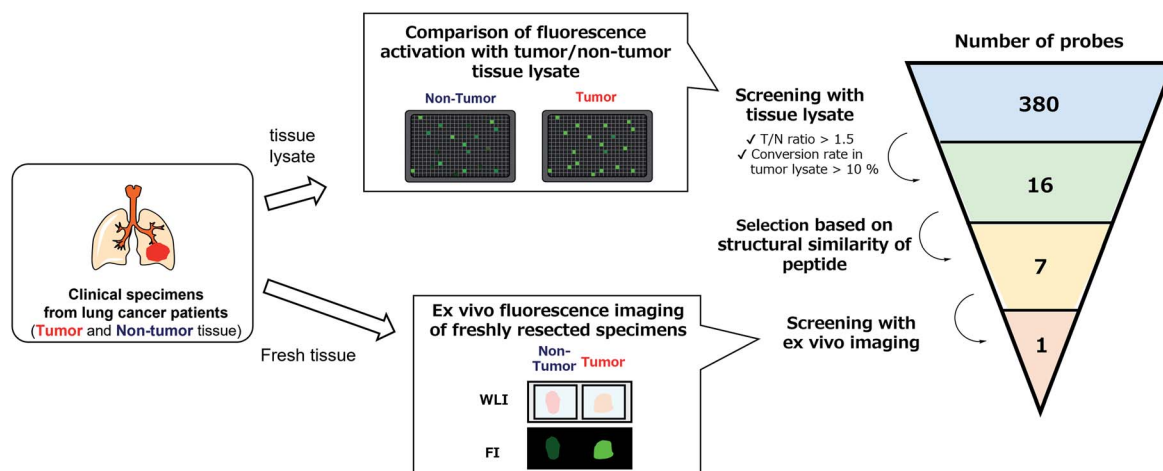 Clinical specimens
from lung cancer patients
(Tumor and Non-tumor tissue)
tissue
lysate
Fresh tissue
Comparison of fluorescence
activation with tumor/non-tumor
tissue lysate
Non-Tumor
Tumor
Ex vivo fluorescence imaging
of freshly resected specimens
Non-
Tumor
Tumor
WLI
FI
Screening with
tissue lysate
✓ T/N ratio > 1.5
✓ Conversion rate in
tumor lysate > 10 %
Selection based on
structural similarity of
peptide
Screening with
ex vivo imaging
Number of probes
380
16
7
1